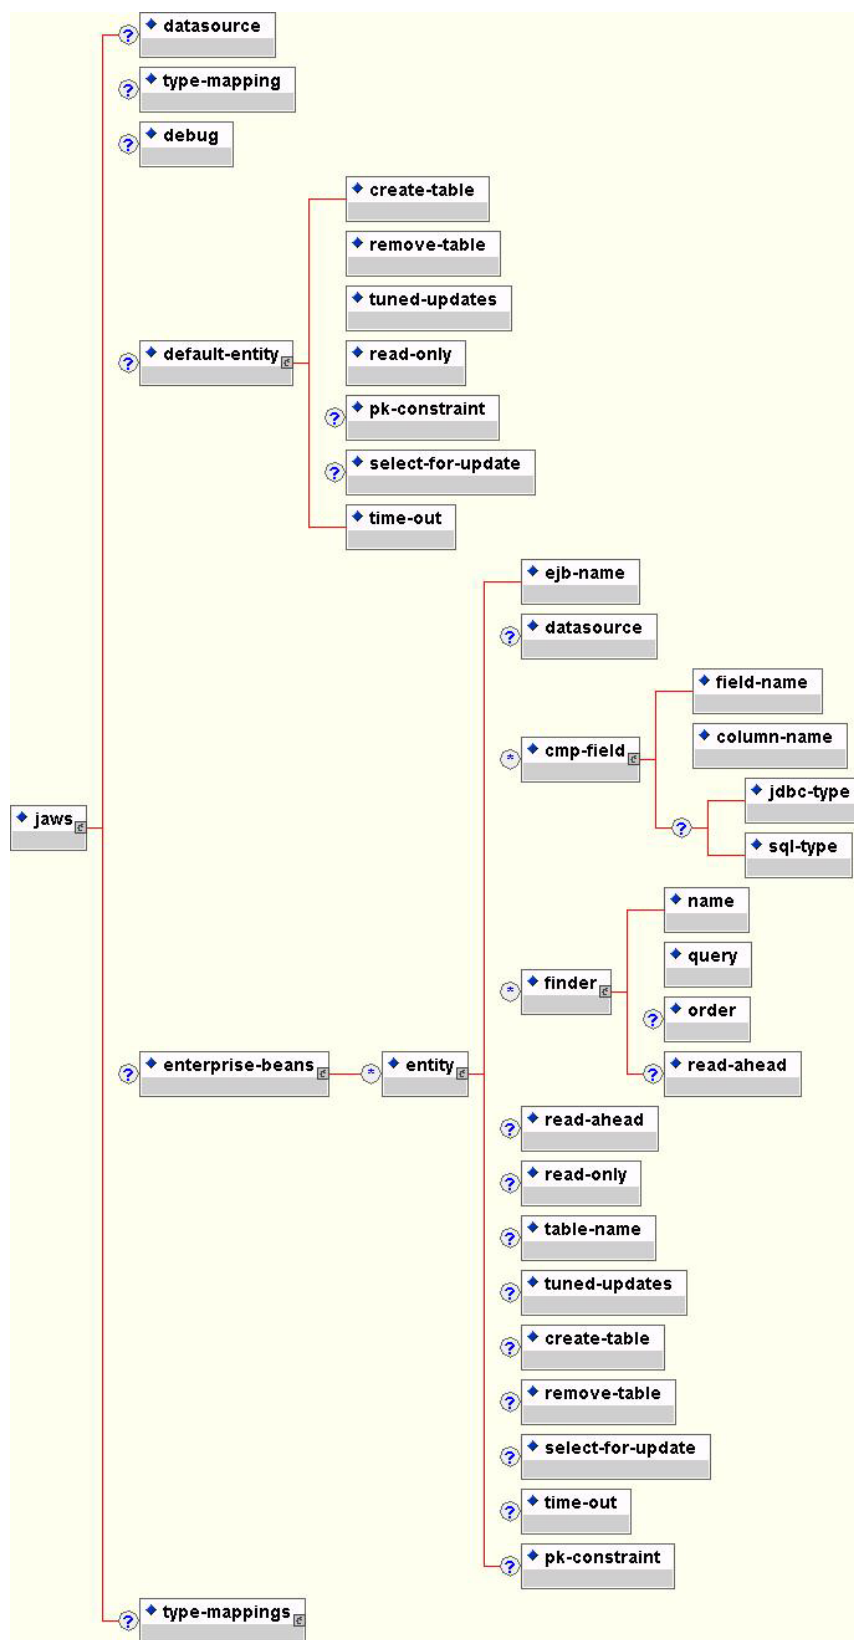 ? datasource
? type-mapping
? debug
create-table
remove-table
tuned-updates
? default-entity
read-only
? pk-constraint
? select-for-update
time-out
ejb-name
? datasource
field-name
column-name
* cmp-field
jdbc-type
?
jaws
sql-type
name
query
* finder
? order
? enterprise-beans * entity
? read-ahead
? read-ahead
? read-only
? table-name
? tuned-updates
? create-table
? remove-table
? select-for-update
? time-out
? pk-constraint
? type-mappings